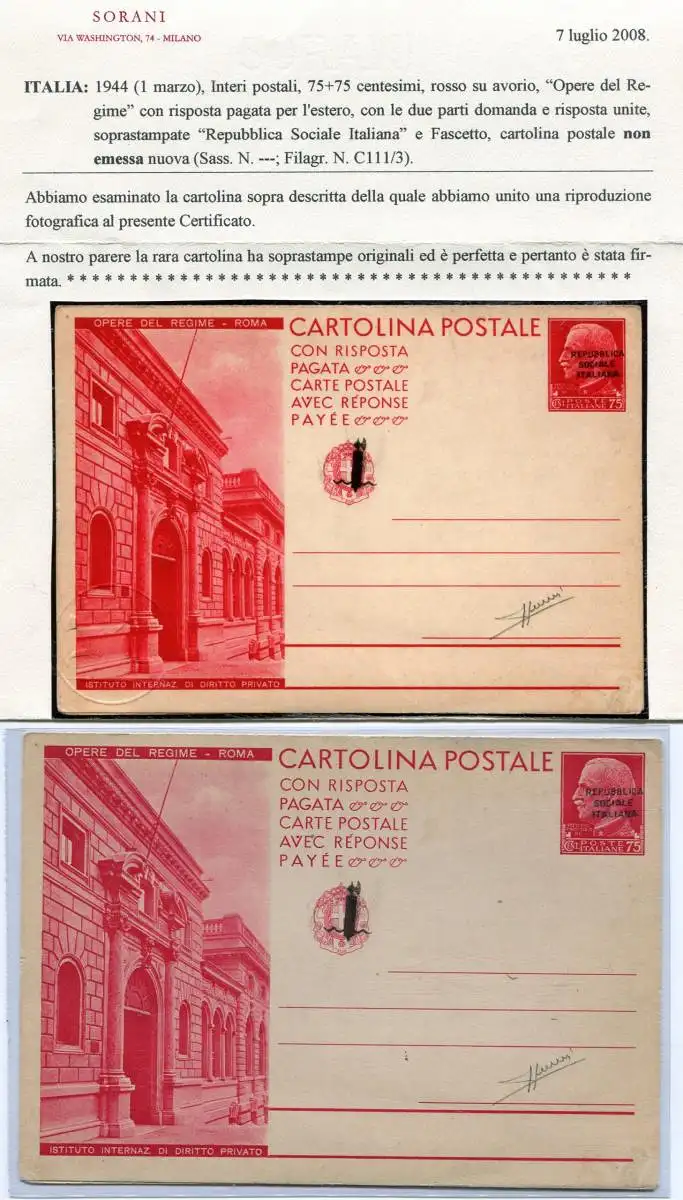 SORANI
VIA WASHINGTON, 74 - MILANO
7 luglio 2008.
ITALIA: 1944 (1 marzo), Interi postali, 75+75 centesimi, rosso su avorio, “Opere del Re-
gime” con risposta pagata per l'estero, con le due parti domanda e risposta unite,
soprastampate “Repubblica Sociale Italiana” e Fascetto, cartolina postale non
emessa nuova (Sass. N. ---; Filagr. N. C111/3).
Abbiamo esaminato la cartolina sopra descritta della quale abbiamo unito una riproduzione
fotografica al presente Certificato.
A nostro parere la rara cartolina ha soprastampe originali ed è perfetta e pertanto è stata fir-
mata. * * * * * * * * * * * * * * * * * * * * * * * * * * * * * * * * * * * * * * * * * * * * *
OPERE DEL REGIME - ROMA
CARTOLINA POSTALE
CON RISPOSTA
PAGATA
CARTE POSTALE
AVEC RÉPONSE
PAYÉE
REPUBBLICA
SOCIALE
ITALIANA
POSTE
ITALIANE 75
ISTITUTO INTERNAZ. DI DIRITTO PRIVATO
OPERE DEL REGIME - ROMA
CARTOLINA POSTALE
CON RISPOSTA
PAGATA
CARTE POSTALE
AVEC RÉPONSE
PAYÉE
REPUBBLICA
SOCIALE
ITALIANA
POSTE
ITALIANE 75
ISTITUTO INTERNAZ. DI DIRITTO PRIVATO